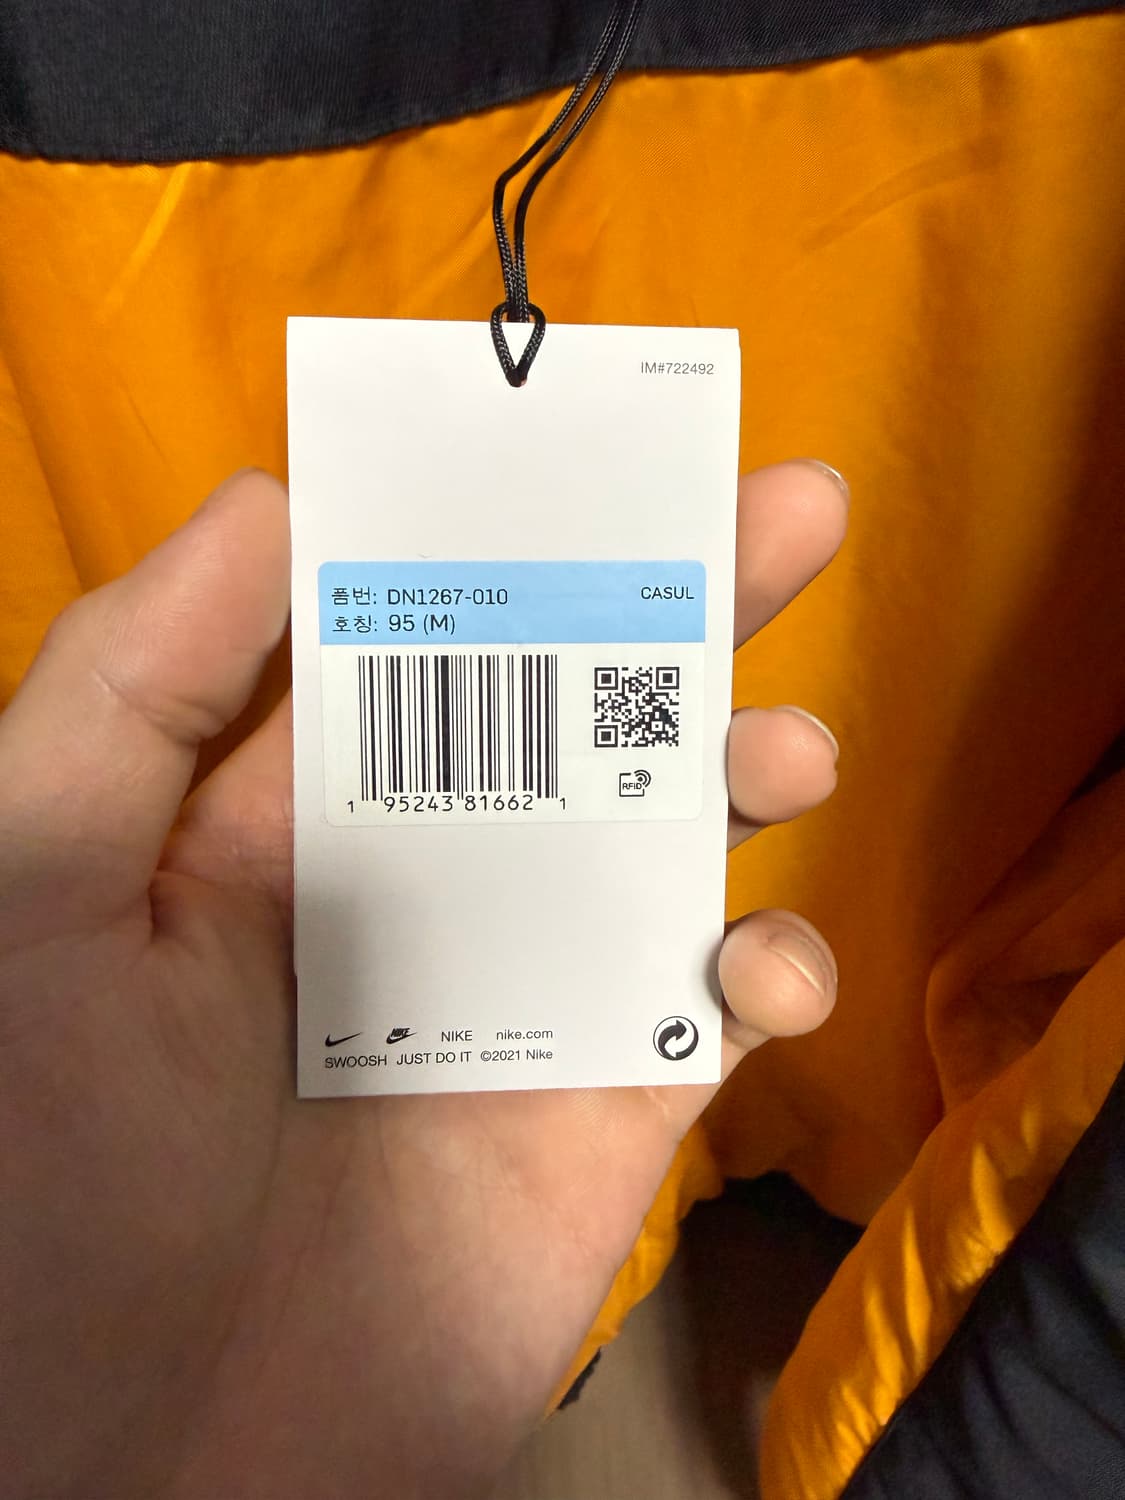 IM#722492
품번: DN1267-010 CASUL
호칭: 95 (M)
RFiD
1 95243 81662 1
NIKE NIKE nike.com
SWOOSH JUST DO IT ©2021 Nike